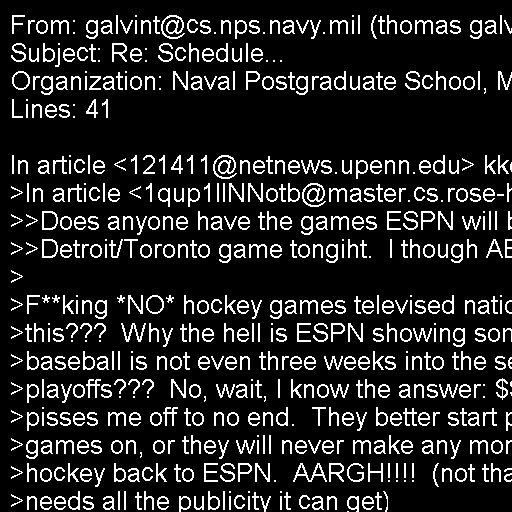 From: galvint@cs.nps.navy.mil (thomas galv
Subject: Re: Schedule...
Organization: Naval Postgraduate School, M
Lines: 41

In article <121411@netnews.upenn.edu> kke
>In article <1qup1lINNotb@master.cs.rose-h
>>Does anyone have the games ESPN will b
>>Detroit/Toronto game tongiht.  I though AB
>
>F**king *NO* hockey games televised natio
>this???  Why the hell is ESPN showing som
>baseball is not even three weeks into the se
>playoffs???  No, wait, I know the answer: $$
>pisses me off to no end.  They better start p
>games on, or they will never make any mor
>hockey back to ESPN.  AARGH!!!!  (not tha
>needs all the publicity it can get)